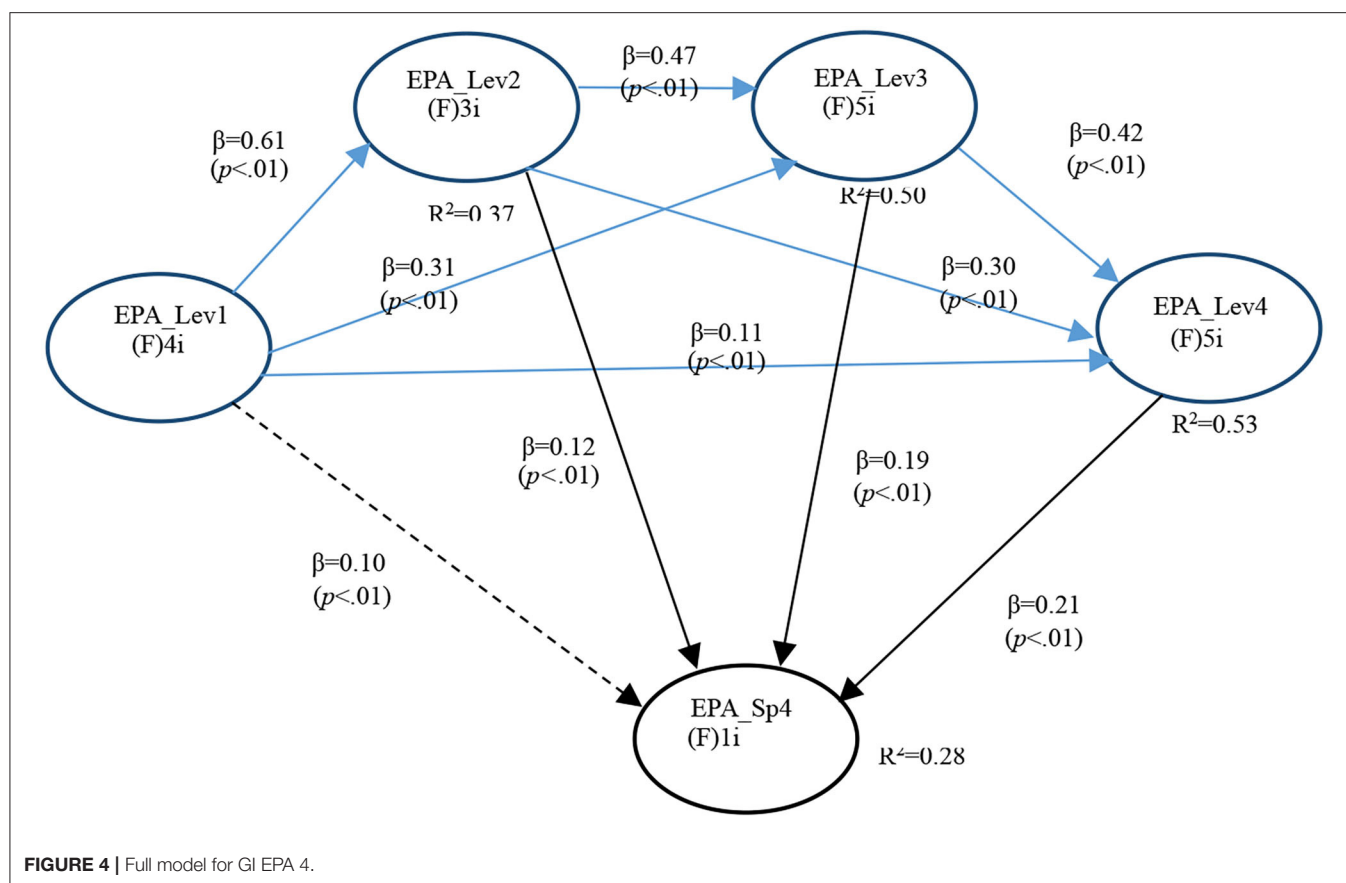 β=0.47
(p<.01)
EPA_Lev2
(F)3i
EPA_Lev3
(F)5i
β=0.61
(p<.01)
β=0.42
(p<.01)
R²=0.37
R²=0.50
β=0.31
(p<.01)
β=0.30
(p<.01)
EPA_Lev1
(F)4i
EPA_Lev4
(F)5i
β=0.11
(p<.01)
R²=0.53
β=0.12
(p<.01)
β=0.19
(p<.01)
β=0.10
(p<.01)
β=0.21
(p<.01)
EPA_Sp4
(F)1i
R²=0.28
FIGURE 4 | Full model for GI EPA 4.